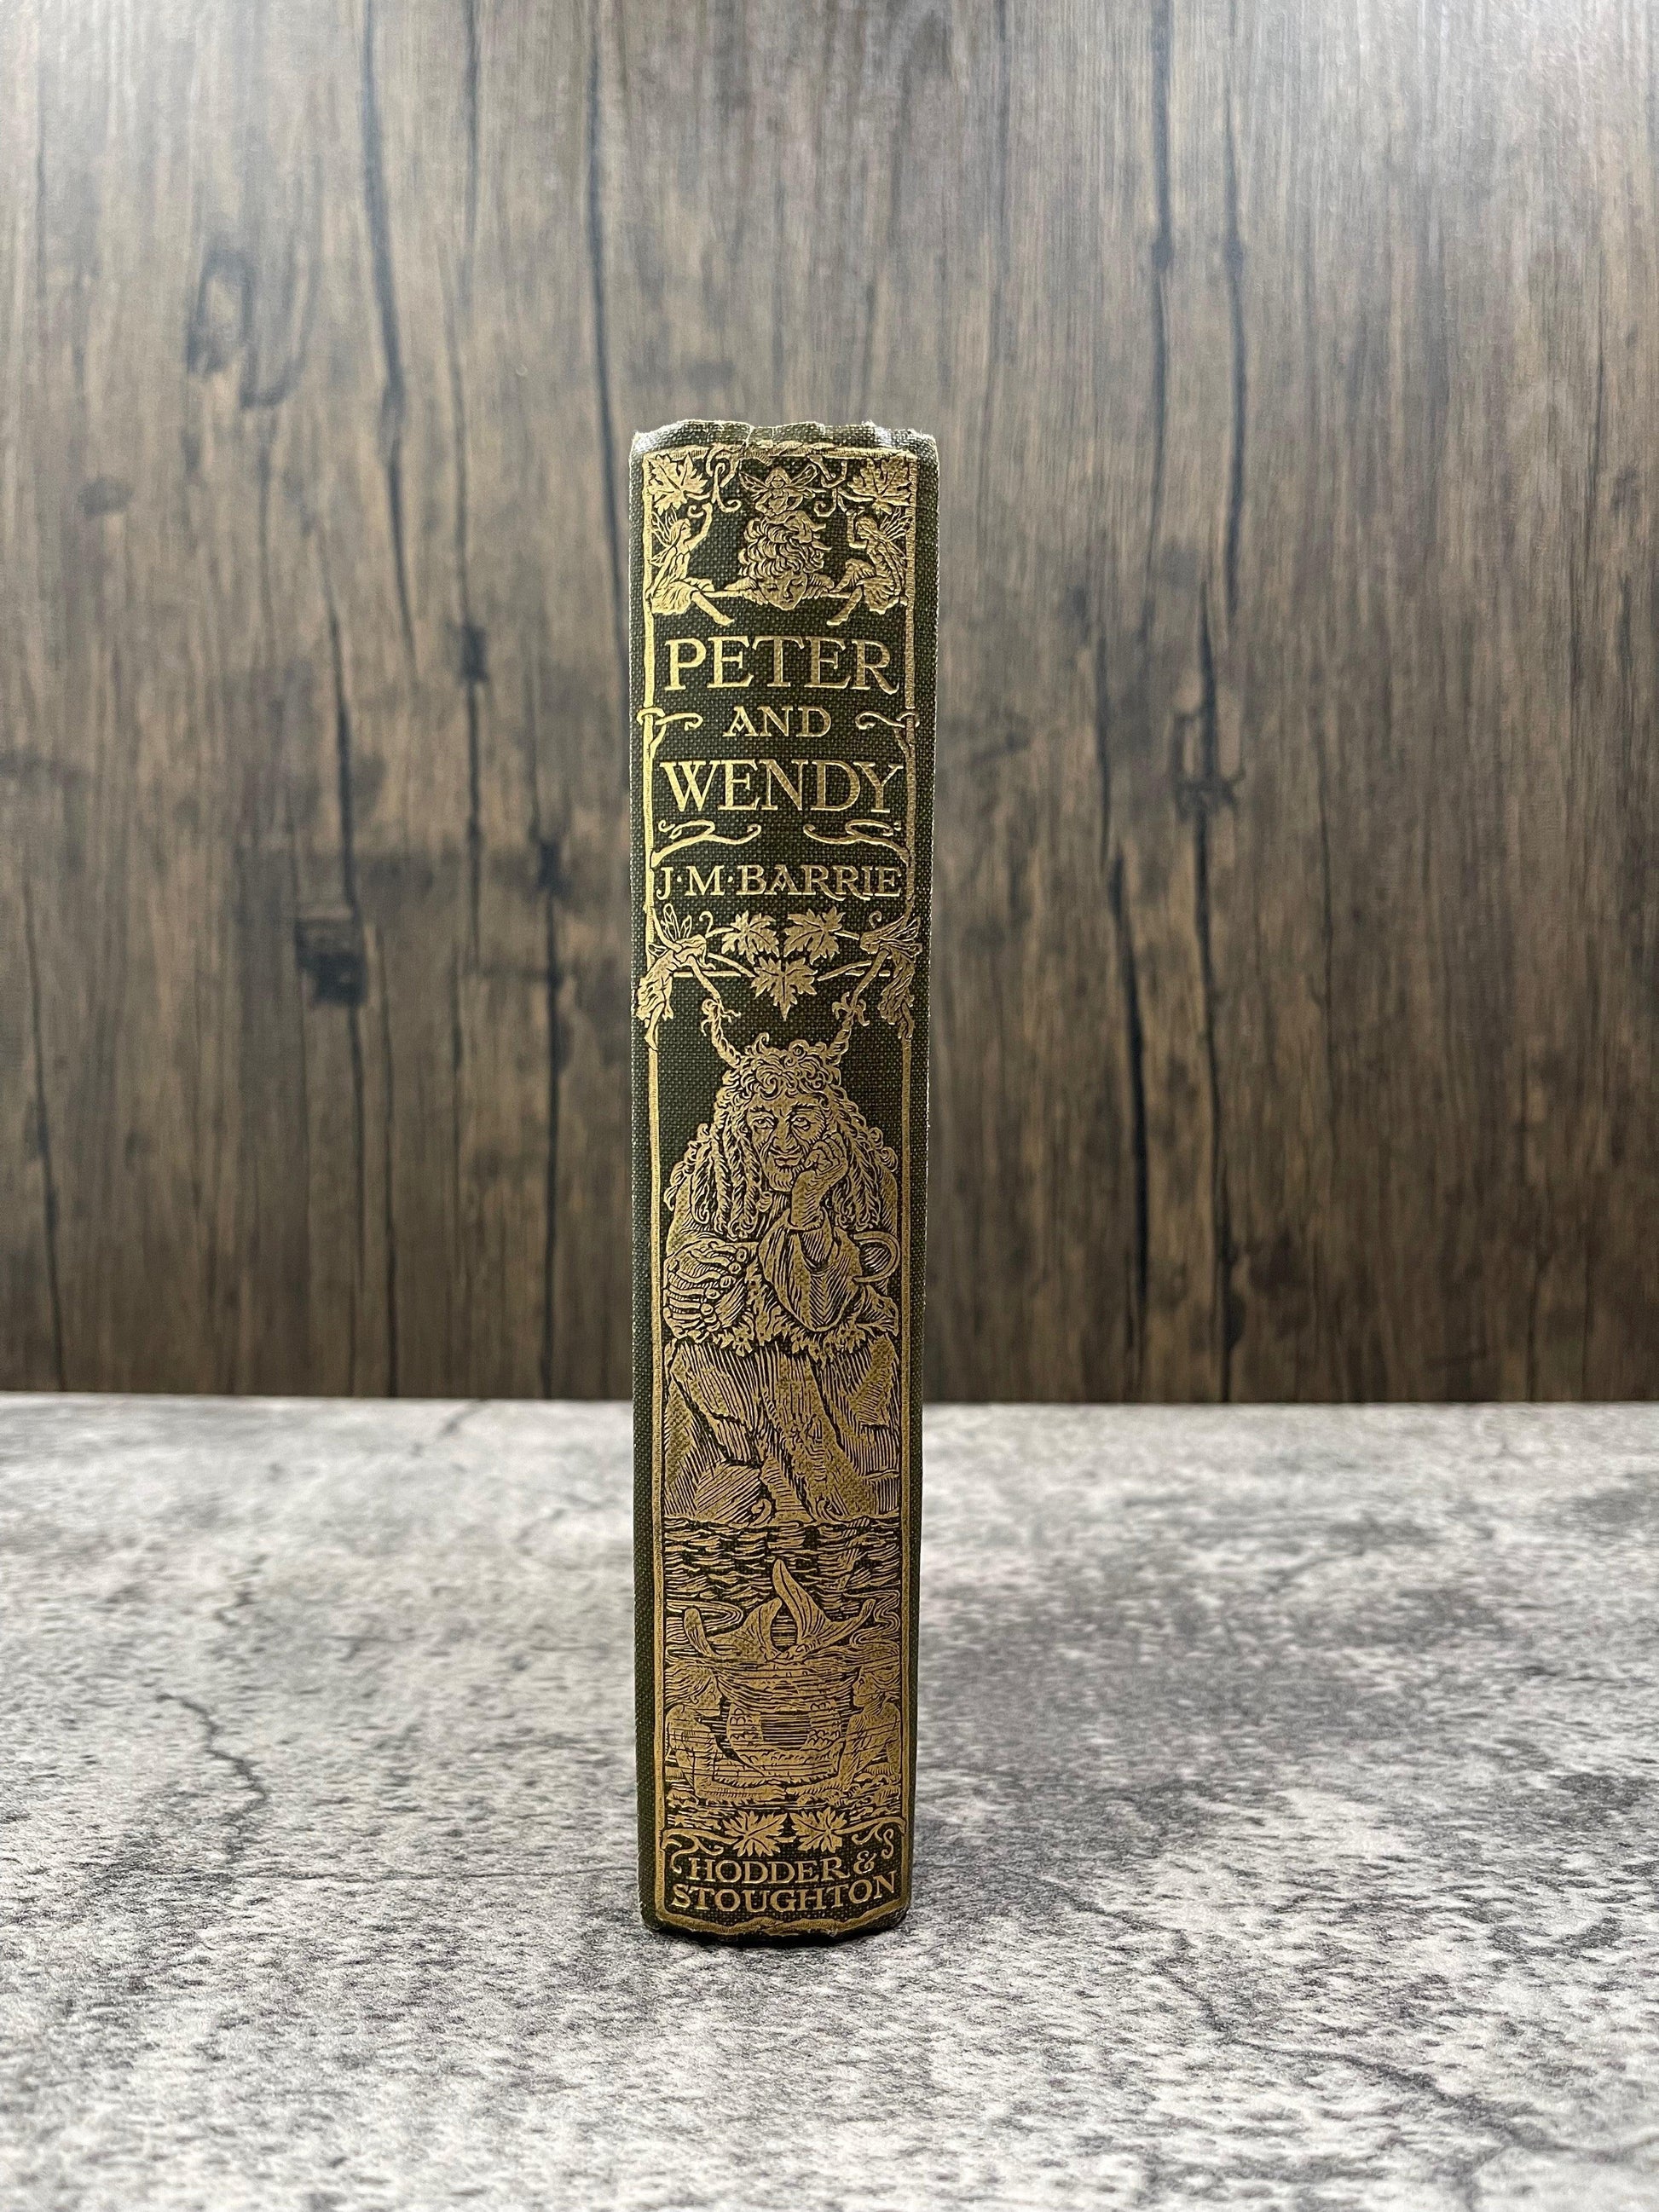 PETER
AND
WENDY
J·M·BARRIE
HODDER &
STOUGHTON